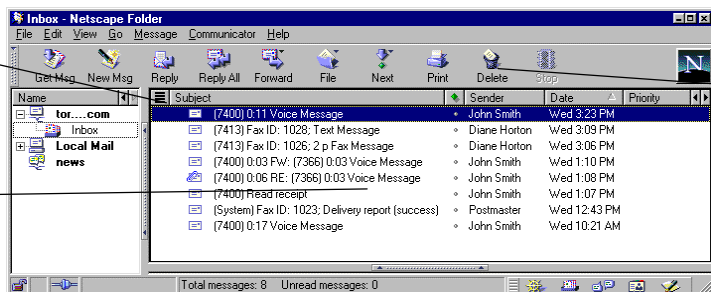 Inbox - Netscape Folder
File Edit View Go Message Communicator Help
Get Msg New Msg Reply Reply All Forward File Next Print Delete Stop
N
Name Subject Sender Date Priority
tor....com
Inbox
Local Mail
news
(7400) 0:11 Voice Message John Smith Wed 3:23 PM
(7413) Fax ID: 1028; Text Message Diane Horton Wed 3:09 PM
(7413) Fax ID: 1026; 2 p Fax Message Diane Horton Wed 3:06 PM
(7400) 0:03 FW: (7366) 0:03 Voice Message John Smith Wed 1:10 PM
(7400) 0:06 RE: (7366) 0:03 Voice Message John Smith Wed 1:08 PM
(7400) Read receipt John Smith Wed 1:07 PM
(System) Fax ID: 1023; Delivery report (success) Postmaster Wed 12:43 PM
(7400) 0:17 Voice Message John Smith Wed 10:21 AM
Total messages: 8 Unread messages: 0